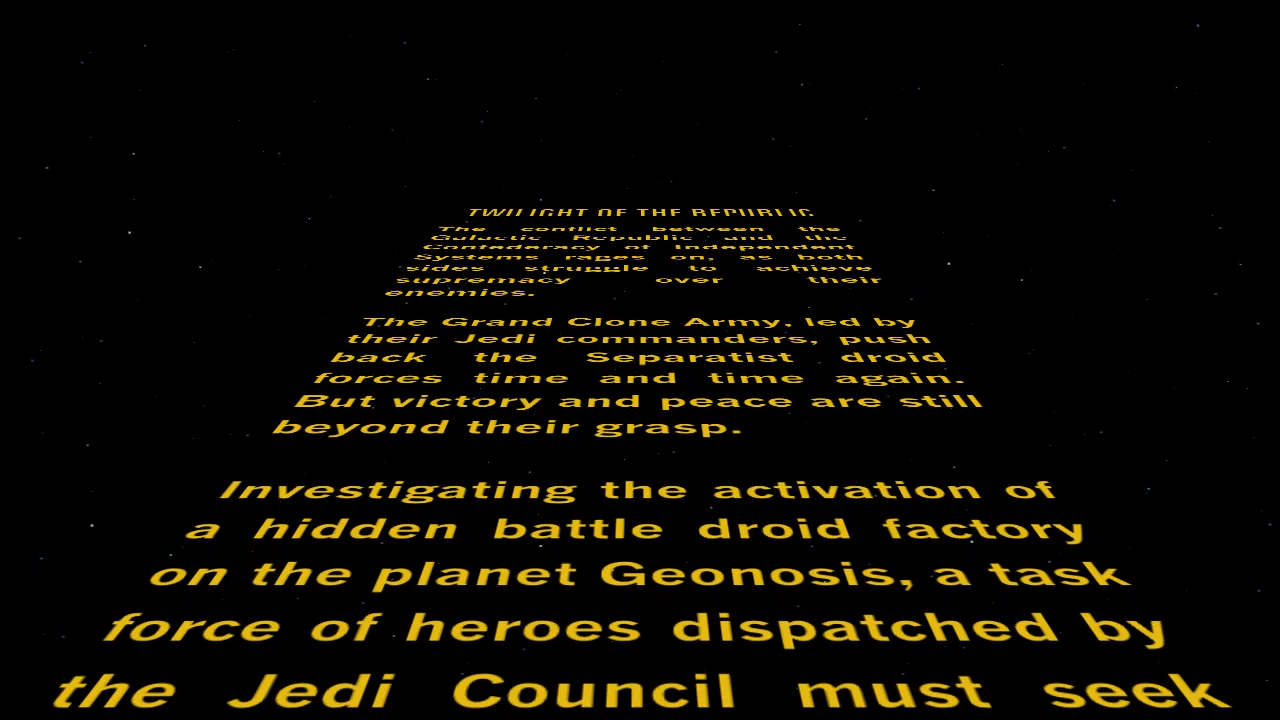 TWILIGHT OF THE REPUBLIC
The conflict between the
Galactic Republic and the
Confederacy of Independent
Systems rages on, as both
sides struggle to achieve
supremacy over their
enemies.
The Grand Clone Army, led by
their Jedi commanders, push
back the Separatist droid
forces time and time again.
But victory and peace are still
beyond their grasp.
Investigating the activation of
a hidden battle droid factory
on the planet Geonosis, a task
force of heroes dispatched by
the Jedi Council must seek